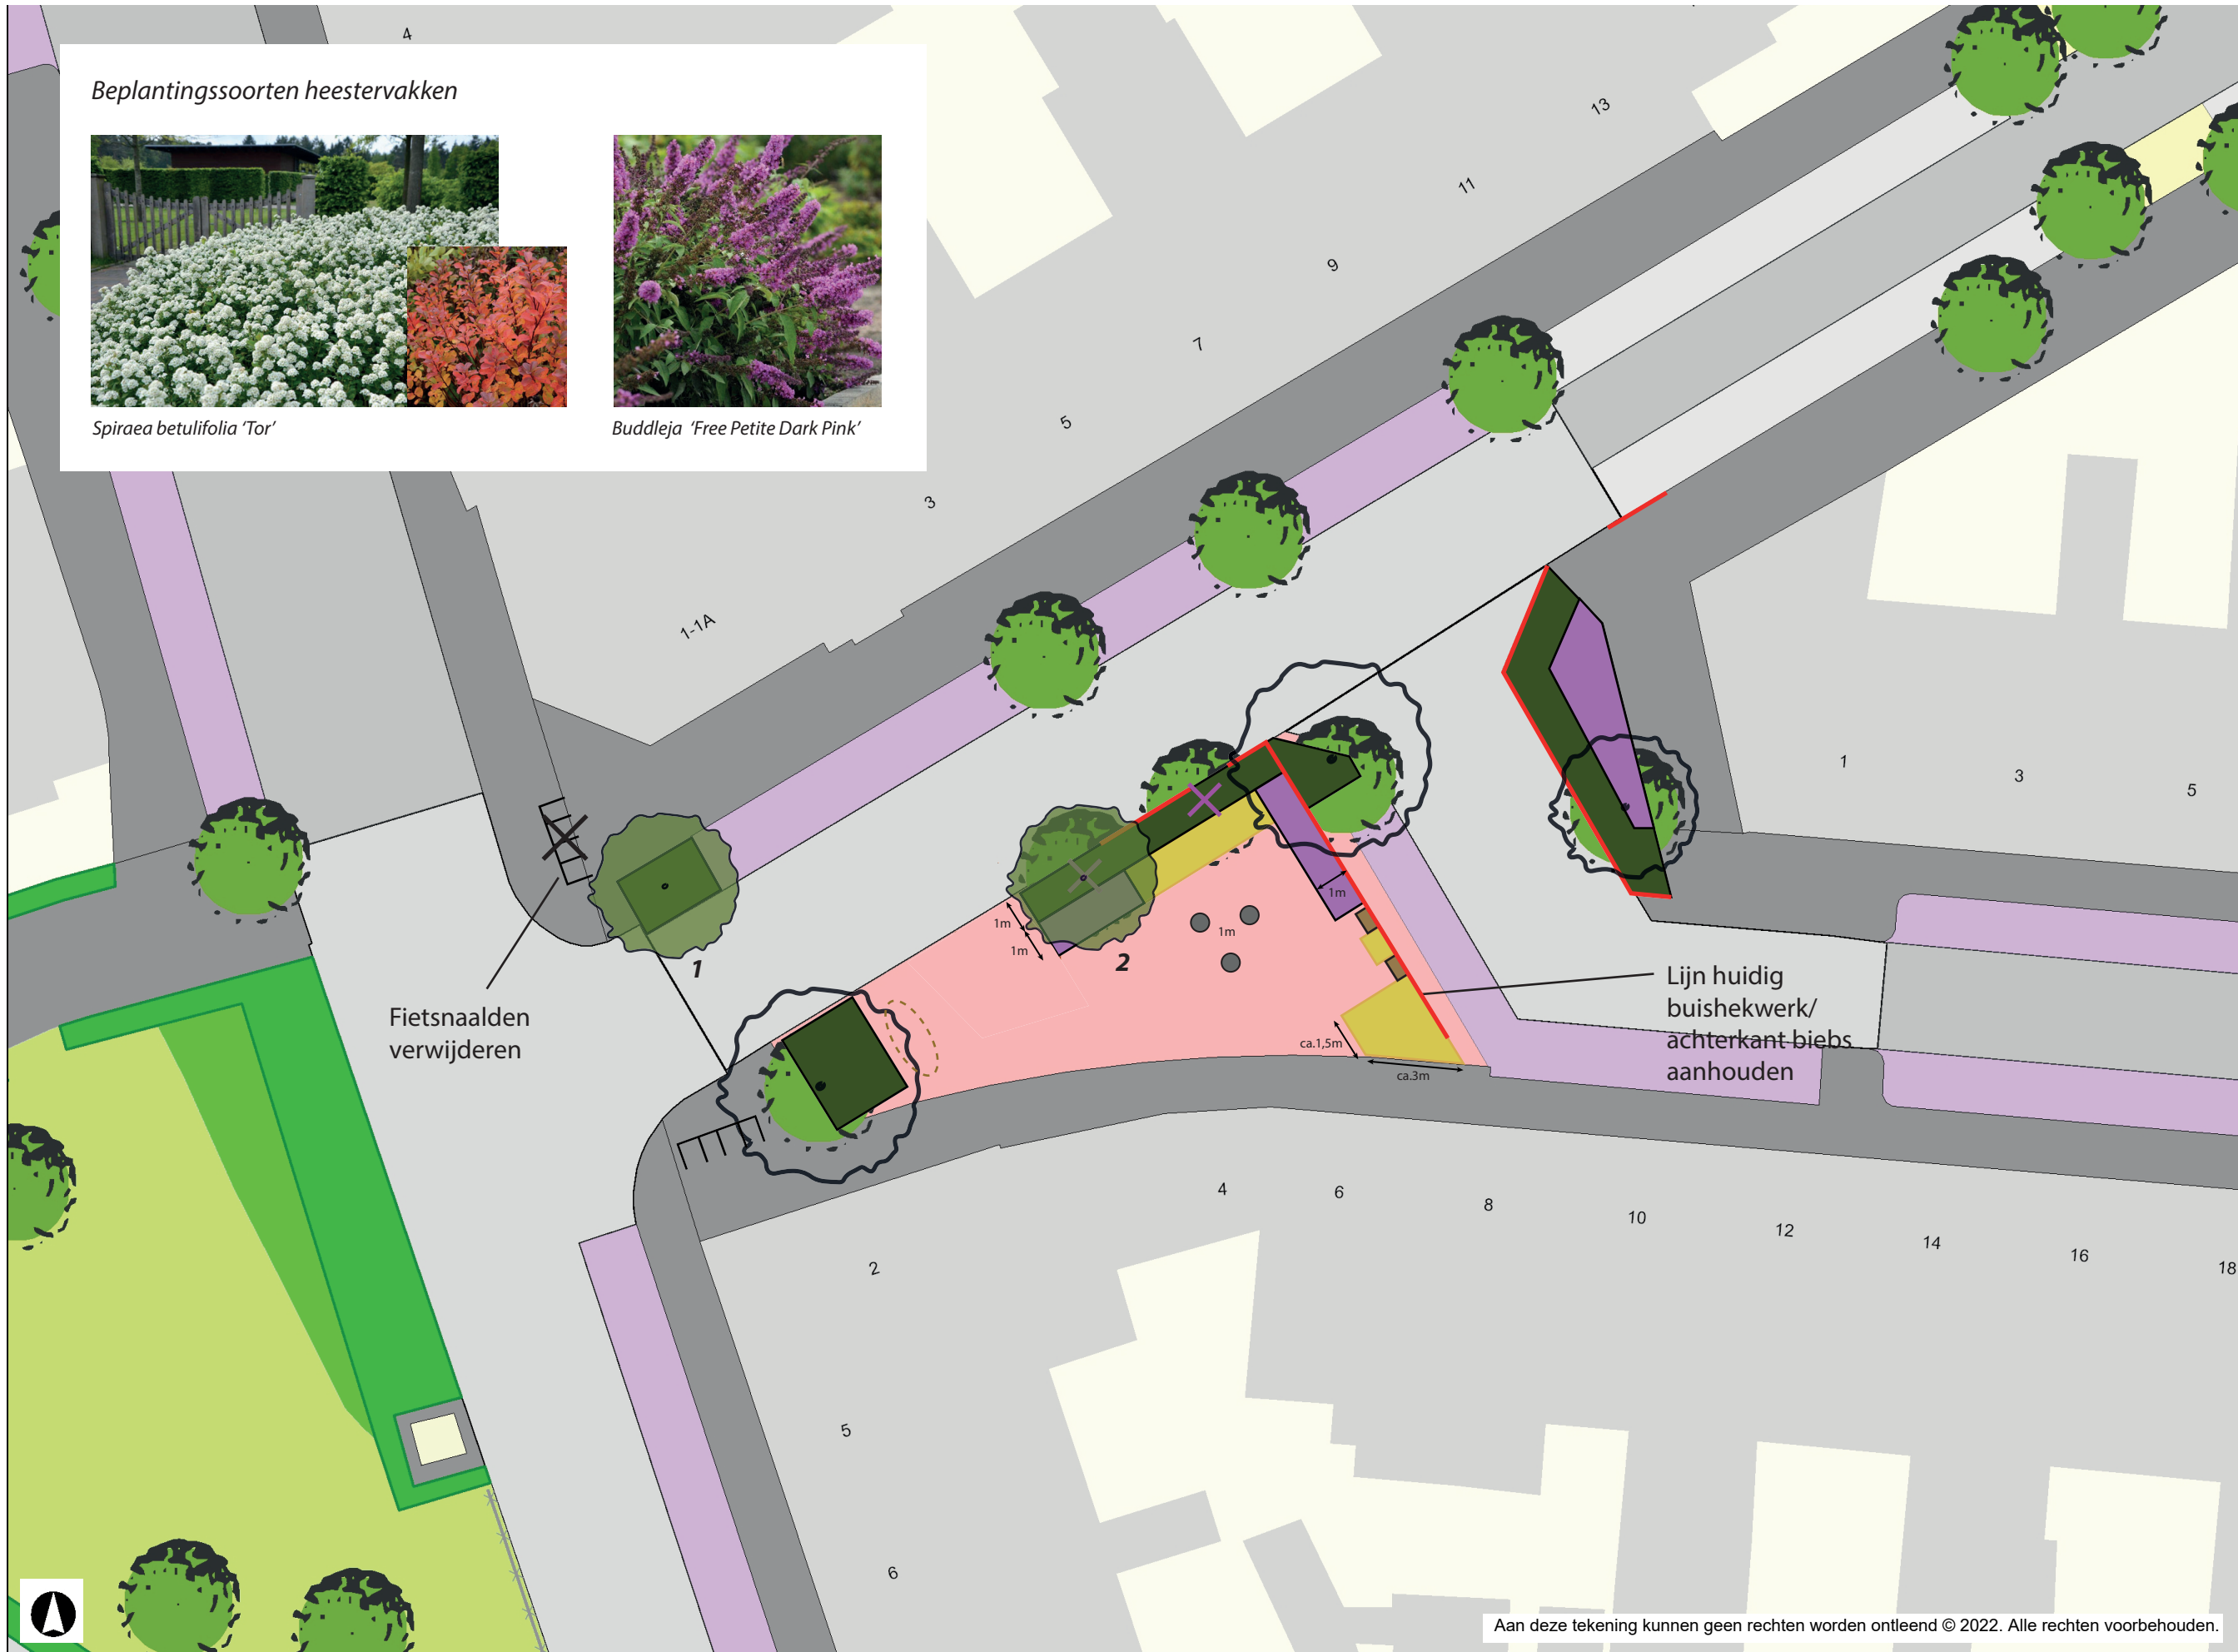 4
Beplantingssoorten heestervakken
Spiraea betulifolia ‘Tor’
Buddleja ‘Free Petite Dark Pink’
13
11
9
7
5
3
1-1A
1
3
5
1
2
1m
1m
1m
1m
Fietsnaalden
verwijderen
Lijn huidig
buishekwerk/
achterkant biebs
aanhouden
ca.1,5m
ca.3m
4
6
8
10
12
14
16
18
2
5
6
Aan deze tekening kunnen geen rechten worden ontleend © 2022. Alle rechten voorbehouden.